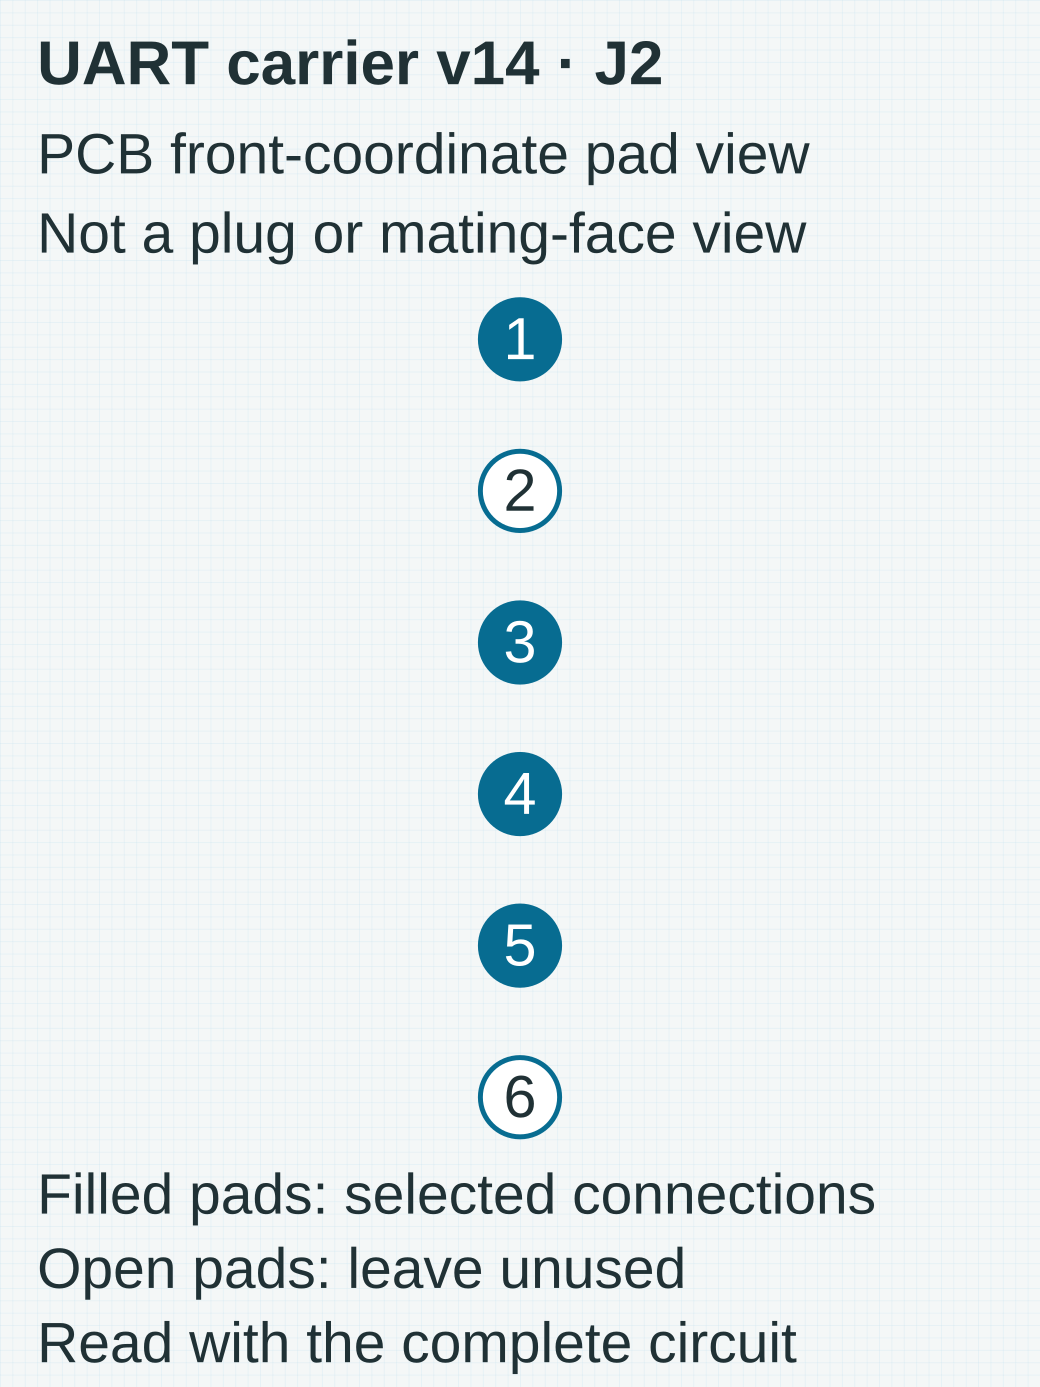 UART carrier v14 · J2
PCB front-coordinate pad view
Not a plug or mating-face view
1
2
3
4
5
6
Filled pads: selected connections
Open pads: leave unused
Read with the complete circuit